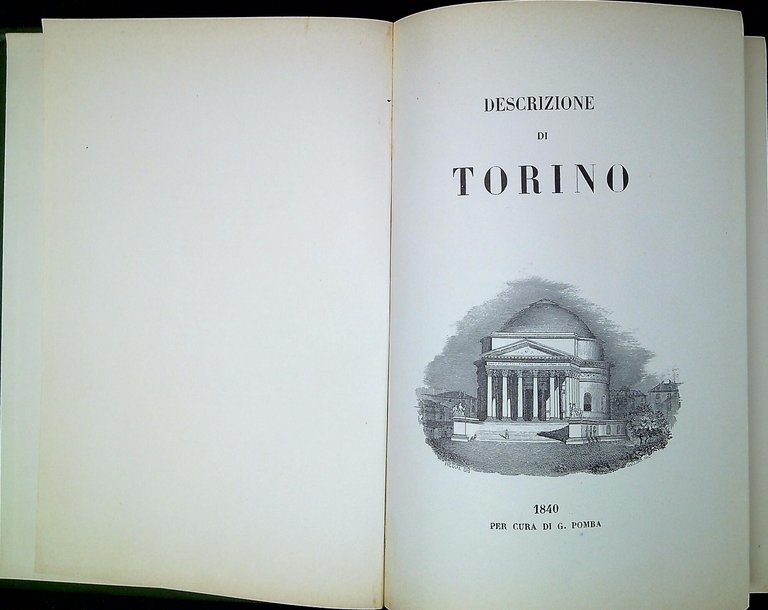 DESCRIZIONE
DI
TORINO
1840
PER CURA DI G. POMBA